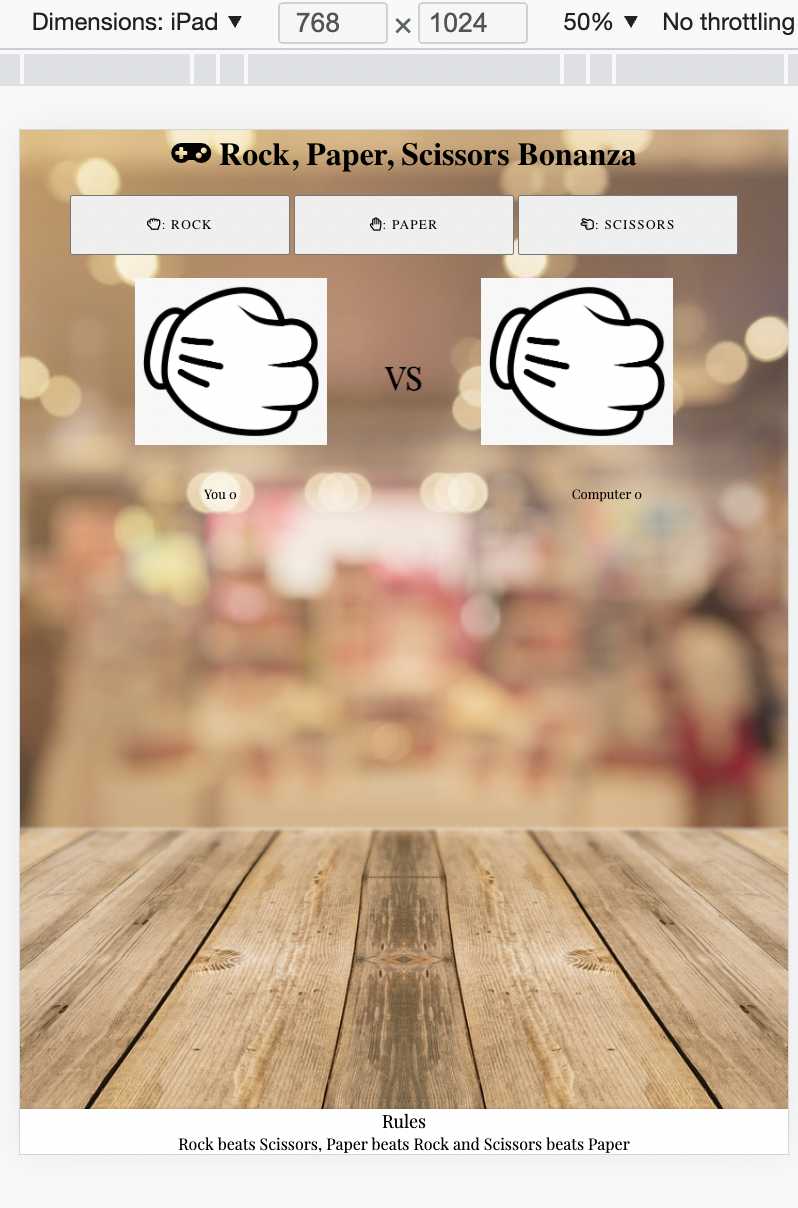 Dimensions: iPad ▼ 768 × 1024 50% ▼ No throttling
Rock, Paper, Scissors Bonanza
: ROCK : PAPER : SCISSORS
VS
You 0 Computer 0
Rules
Rock beats Scissors, Paper beats Rock and Scissors beats Paper